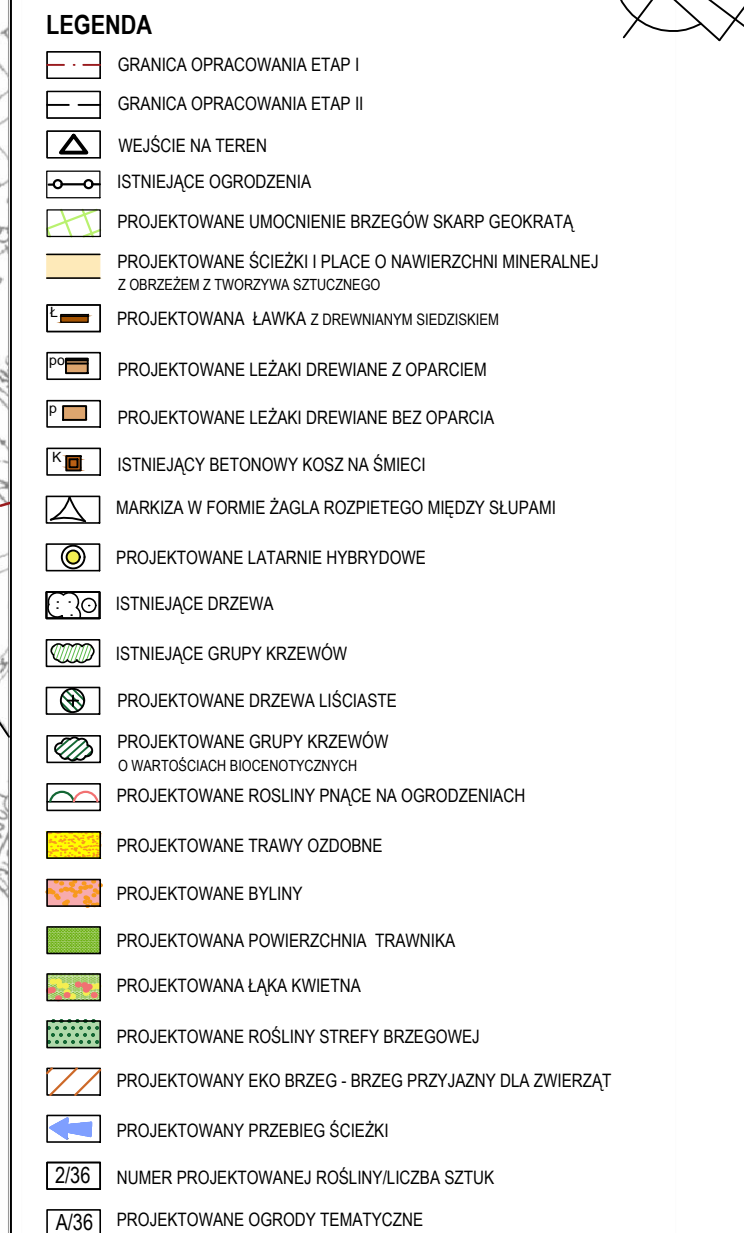 LEGENDA
GRANICA OPRACOWANIA ETAP I
GRANICA OPRACOWANIA ETAP II
WEJŚCIE NA TEREN
ISTNIEJĄCE OGRODZENIA
PROJEKTOWANE UMOCNIENIE BRZEGÓW SKARP GEOKRATĄ
PROJEKTOWANE ŚCIEŻKI I PLACE O NAWIERZCHNI MINERALNEJ
Z OBRZEŻEM Z TWORZYWA SZTUCZNEGO
Ł PROJEKTOWANA ŁAWKA Z DREWNIANYM SIEDZISKIEM
po PROJEKTOWANE LEŻAKI DREWIANE Z OPARCIEM
p PROJEKTOWANE LEŻAKI DREWIANE BEZ OPARCIA
K ISTNIEJĄCY BETONOWY KOSZ NA ŚMIECI
MARKIZA W FORMIE ŻAGLA ROZPIETEGO MIĘDZY SŁUPAMI
PROJEKTOWANE LATARNIE HYBRYDOWE
ISTNIEJĄCE DRZEWA
ISTNIEJĄCE GRUPY KRZEWÓW
PROJEKTOWANE DRZEWA LIŚCIASTE
PROJEKTOWANE GRUPY KRZEWÓW
O WARTOŚCIACH BIOCENOTYCZNYCH
PROJEKTOWANE ROSLINY PNĄCE NA OGRODZENIACH
PROJEKTOWANE TRAWY OZDOBNE
PROJEKTOWANE BYLINY
PROJEKTOWANA POWIERZCHNIA TRAWNIKA
PROJEKTOWANA ŁĄKA KWIETNA
PROJEKTOWANE ROŚLINY STREFY BRZEGOWEJ
PROJEKTOWANY EKO BRZEG - BRZEG PRZYJAZNY DLA ZWIERZĄT
PROJEKTOWANY PRZEBIEG ŚCIEŻKI
2/36 NUMER PROJEKTOWANEJ ROŚLINY/LICZBA SZTUK
A/36 PROJEKTOWANE OGRODY TEMATYCZNE